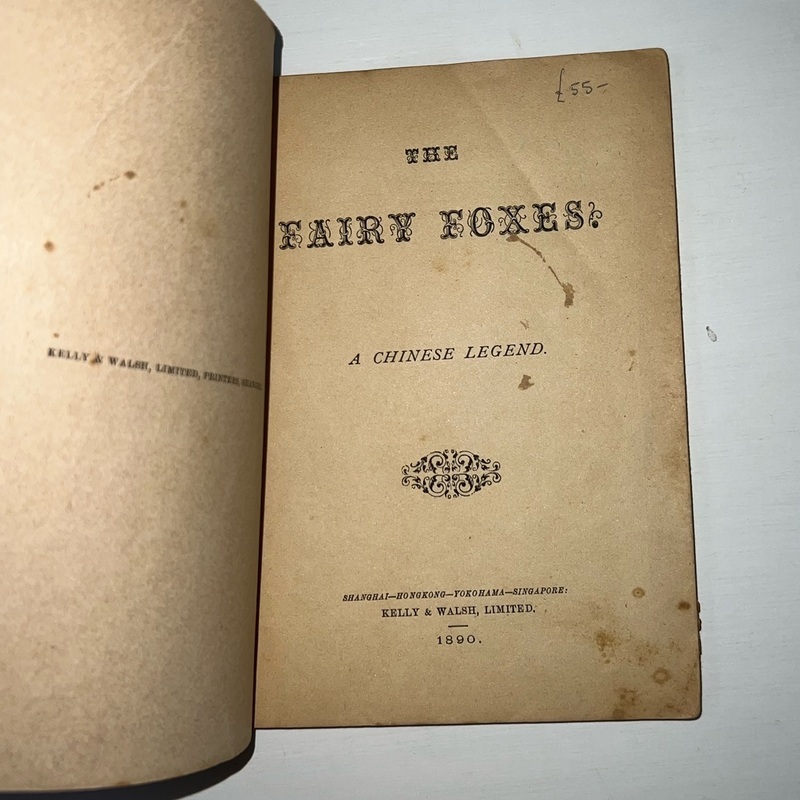 KELLY & WALSH, LIMITED, PRINTERS,
£55-
THE
FAIRY FOXES:
A CHINESE LEGEND.
SHANGHAI—HONGKONG—YOKOHAMA—SINGAPORE:
KELLY & WALSH, LIMITED.
1890.